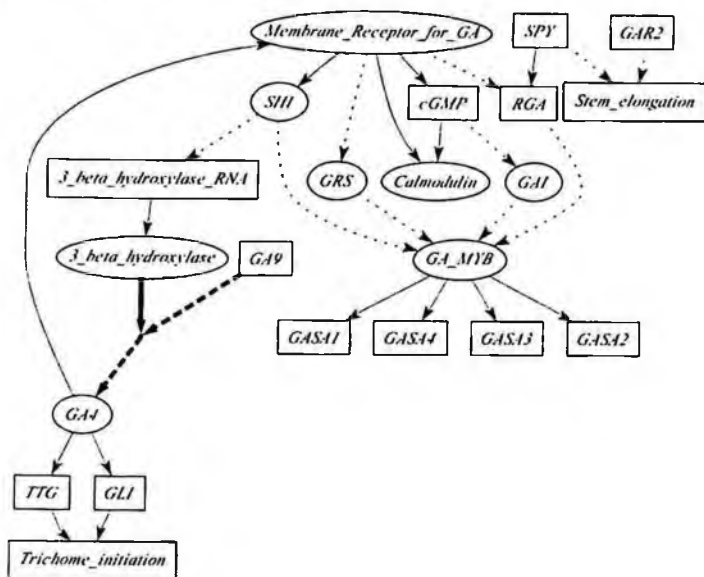 Membrane_Receptor_for_GA
SPY
GAR2
SHI
cGMP
RGA
Stem_elongation
3_beta_hydroxylase_RNA
GRS
Calmodulin
GAI
3_beta_hydroxylase
GA9
GA_MYB
GASA1
GASA4
GASA3
GASA2
GA4
TTG
GL1
Trichome_initiation